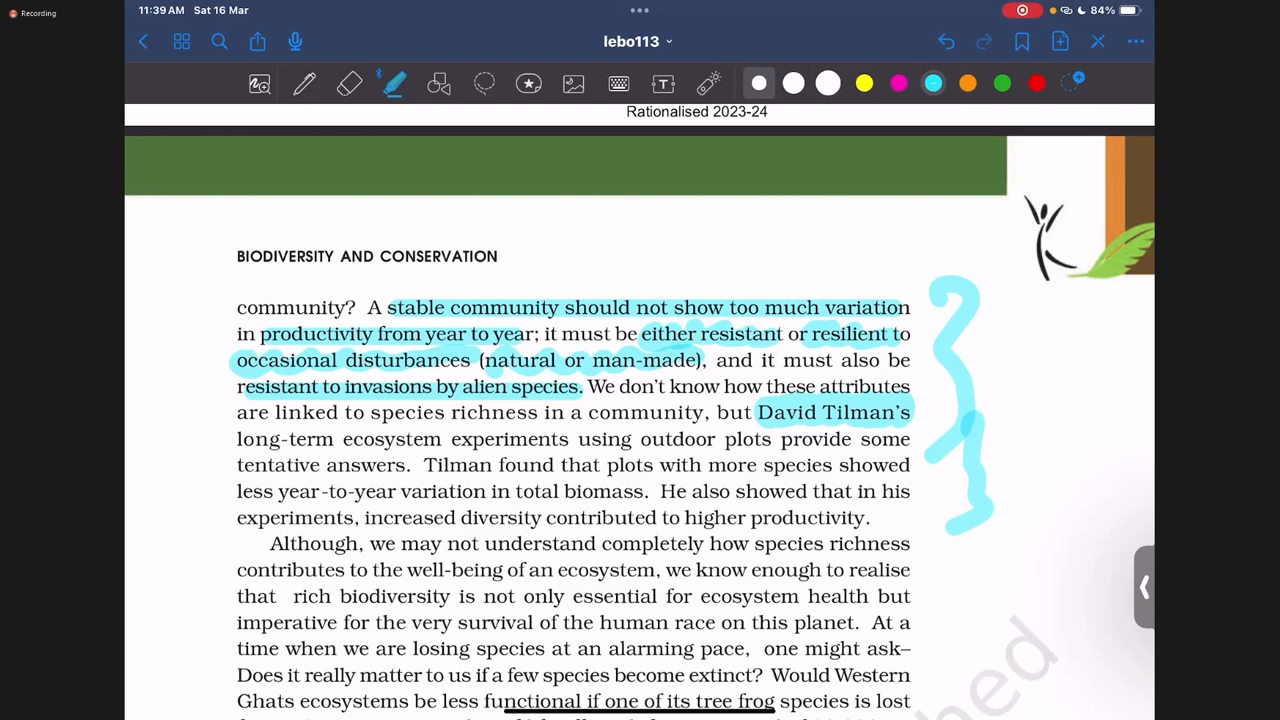 Recording
11:39 AM Sat 16 Mar
84%
lebo113
Rationalised 2023-24
BIODIVERSITY AND CONSERVATION
community? A stable community should not show too much variation
in productivity from year to year; it must be either resistant or resilient to
occasional disturbances (natural or man-made), and it must also be
resistant to invasions by alien species. We don't know how these attributes
are linked to species richness in a community, but David Tilman's
long-term ecosystem experiments using outdoor plots provide some
tentative answers. Tilman found that plots with more species showed
less year-to-year variation in total biomass. He also showed that in his
experiments, increased diversity contributed to higher productivity.
Although, we may not understand completely how species richness
contributes to the well-being of an ecosystem, we know enough to realise
that rich biodiversity is not only essential for ecosystem health but
imperative for the very survival of the human race on this planet. At a
time when we are losing species at an alarming pace, one might ask–
Does it really matter to us if a few species become extinct? Would Western
Ghats ecosystems be less functional if one of its tree frog species is lost